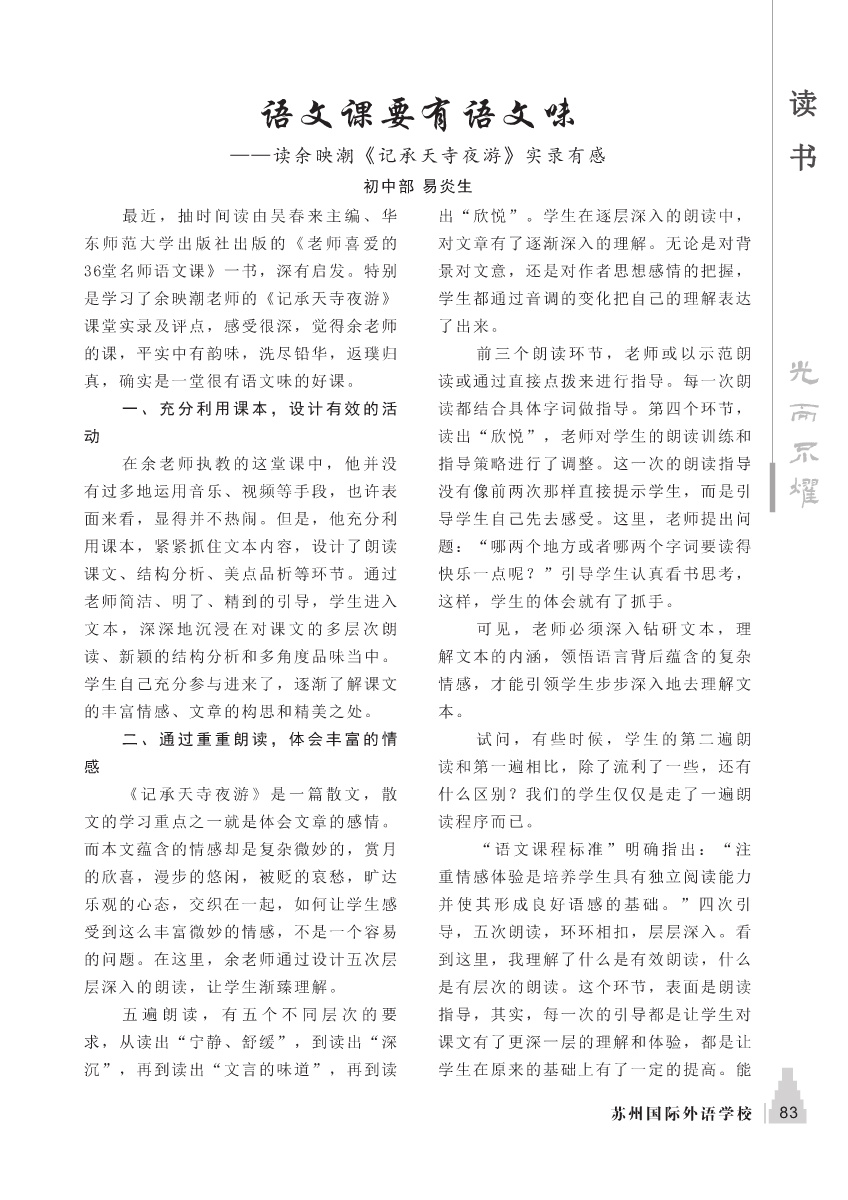 语文课要有语文味
——读余映潮《记承天寺夜游》实录有感
初中部 易炎生
最近，抽时间读由吴春来主编、华
东师范大学出版社出版的《老师喜爱的
36堂名师语文课》一书，深有启发。特别
是学习了余映潮老师的《记承天寺夜游》
课堂实录及评点，感受很深，觉得余老师
的课，平实中有韵味，洗尽铅华，返璞归
真，确实是一堂很有语文味的好课。
一、充分利用课本，设计有效的活
动
在余老师执教的这堂课中，他并没
有过多地运用音乐、视频等手段，也许表
面来看，显得并不热闹。但是，他充分利
用课本，紧紧抓住文本内容，设计了朗读
课文、结构分析、美点品析等环节。通过
老师简洁、明了、精到的引导，学生进入
文本，深深地沉浸在对课文的多层次朗
读、新颖的结构分析和多角度品味当中。
学生自己充分参与进来了，逐渐了解课文
的丰富情感、文章的构思和精美之处。
二、通过重重朗读，体会丰富的情
感
《记承天寺夜游》是一篇散文，散
文的学习重点之一就是体会文章的感情。
而本文蕴含的情感却是复杂微妙的，赏月
的欣喜，漫步的悠闲，被贬的哀愁，旷达
乐观的心态，交织在一起，如何让学生感
受到这么丰富微妙的情感，不是一个容易
的问题。在这里，余老师通过设计五次层
层深入的朗读，让学生渐臻理解。
五遍朗读，有五个不同层次的要
求，从读出“宁静、舒缓”，到读出“深
沉”，再到读出“文言的味道”，再到读
出“欣悦”。学生在逐层深入的朗读中，
对文章有了逐渐深入的理解。无论是对背
景对文意，还是对作者思想感情的把握，
学生都通过音调的变化把自己的理解表达
了出来。
前三个朗读环节，老师或以示范朗
读或通过直接点拨来进行指导。每一次朗
读都结合具体字词做指导。第四个环节，
读出“欣悦”，老师对学生的朗读训练和
指导策略进行了调整。这一次的朗读指导
没有像前两次那样直接提示学生，而是引
导学生自己先去感受。这里，老师提出问
题：“哪两个地方或者哪两个字词要读得
快乐一点呢？”引导学生认真看书思考，
这样，学生的体会就有了抓手。
可见，老师必须深入钻研文本，理
解文本的内涵，领悟语言背后蕴含的复杂
情感，才能引领学生步步深入地去理解文
本。
试问，有些时候，学生的第二遍朗
读和第一遍相比，除了流利了一些，还有
什么区别？我们的学生仅仅是走了一遍朗
读程序而已。
“语文课程标准”明确指出：“注
重情感体验是培养学生具有独立阅读能力
并使其形成良好语感的基础。”四次引
导，五次朗读，环环相扣，层层深入。看
到这里，我理解了什么是有效朗读，什么
是有层次的朗读。这个环节，表面是朗读
指导，其实，每一次的引导都是让学生对
课文有了更深一层的理解和体验，都是让
学生在原来的基础上有了一定的提高。能
读书
光而不耀
苏州国际外语学校 83